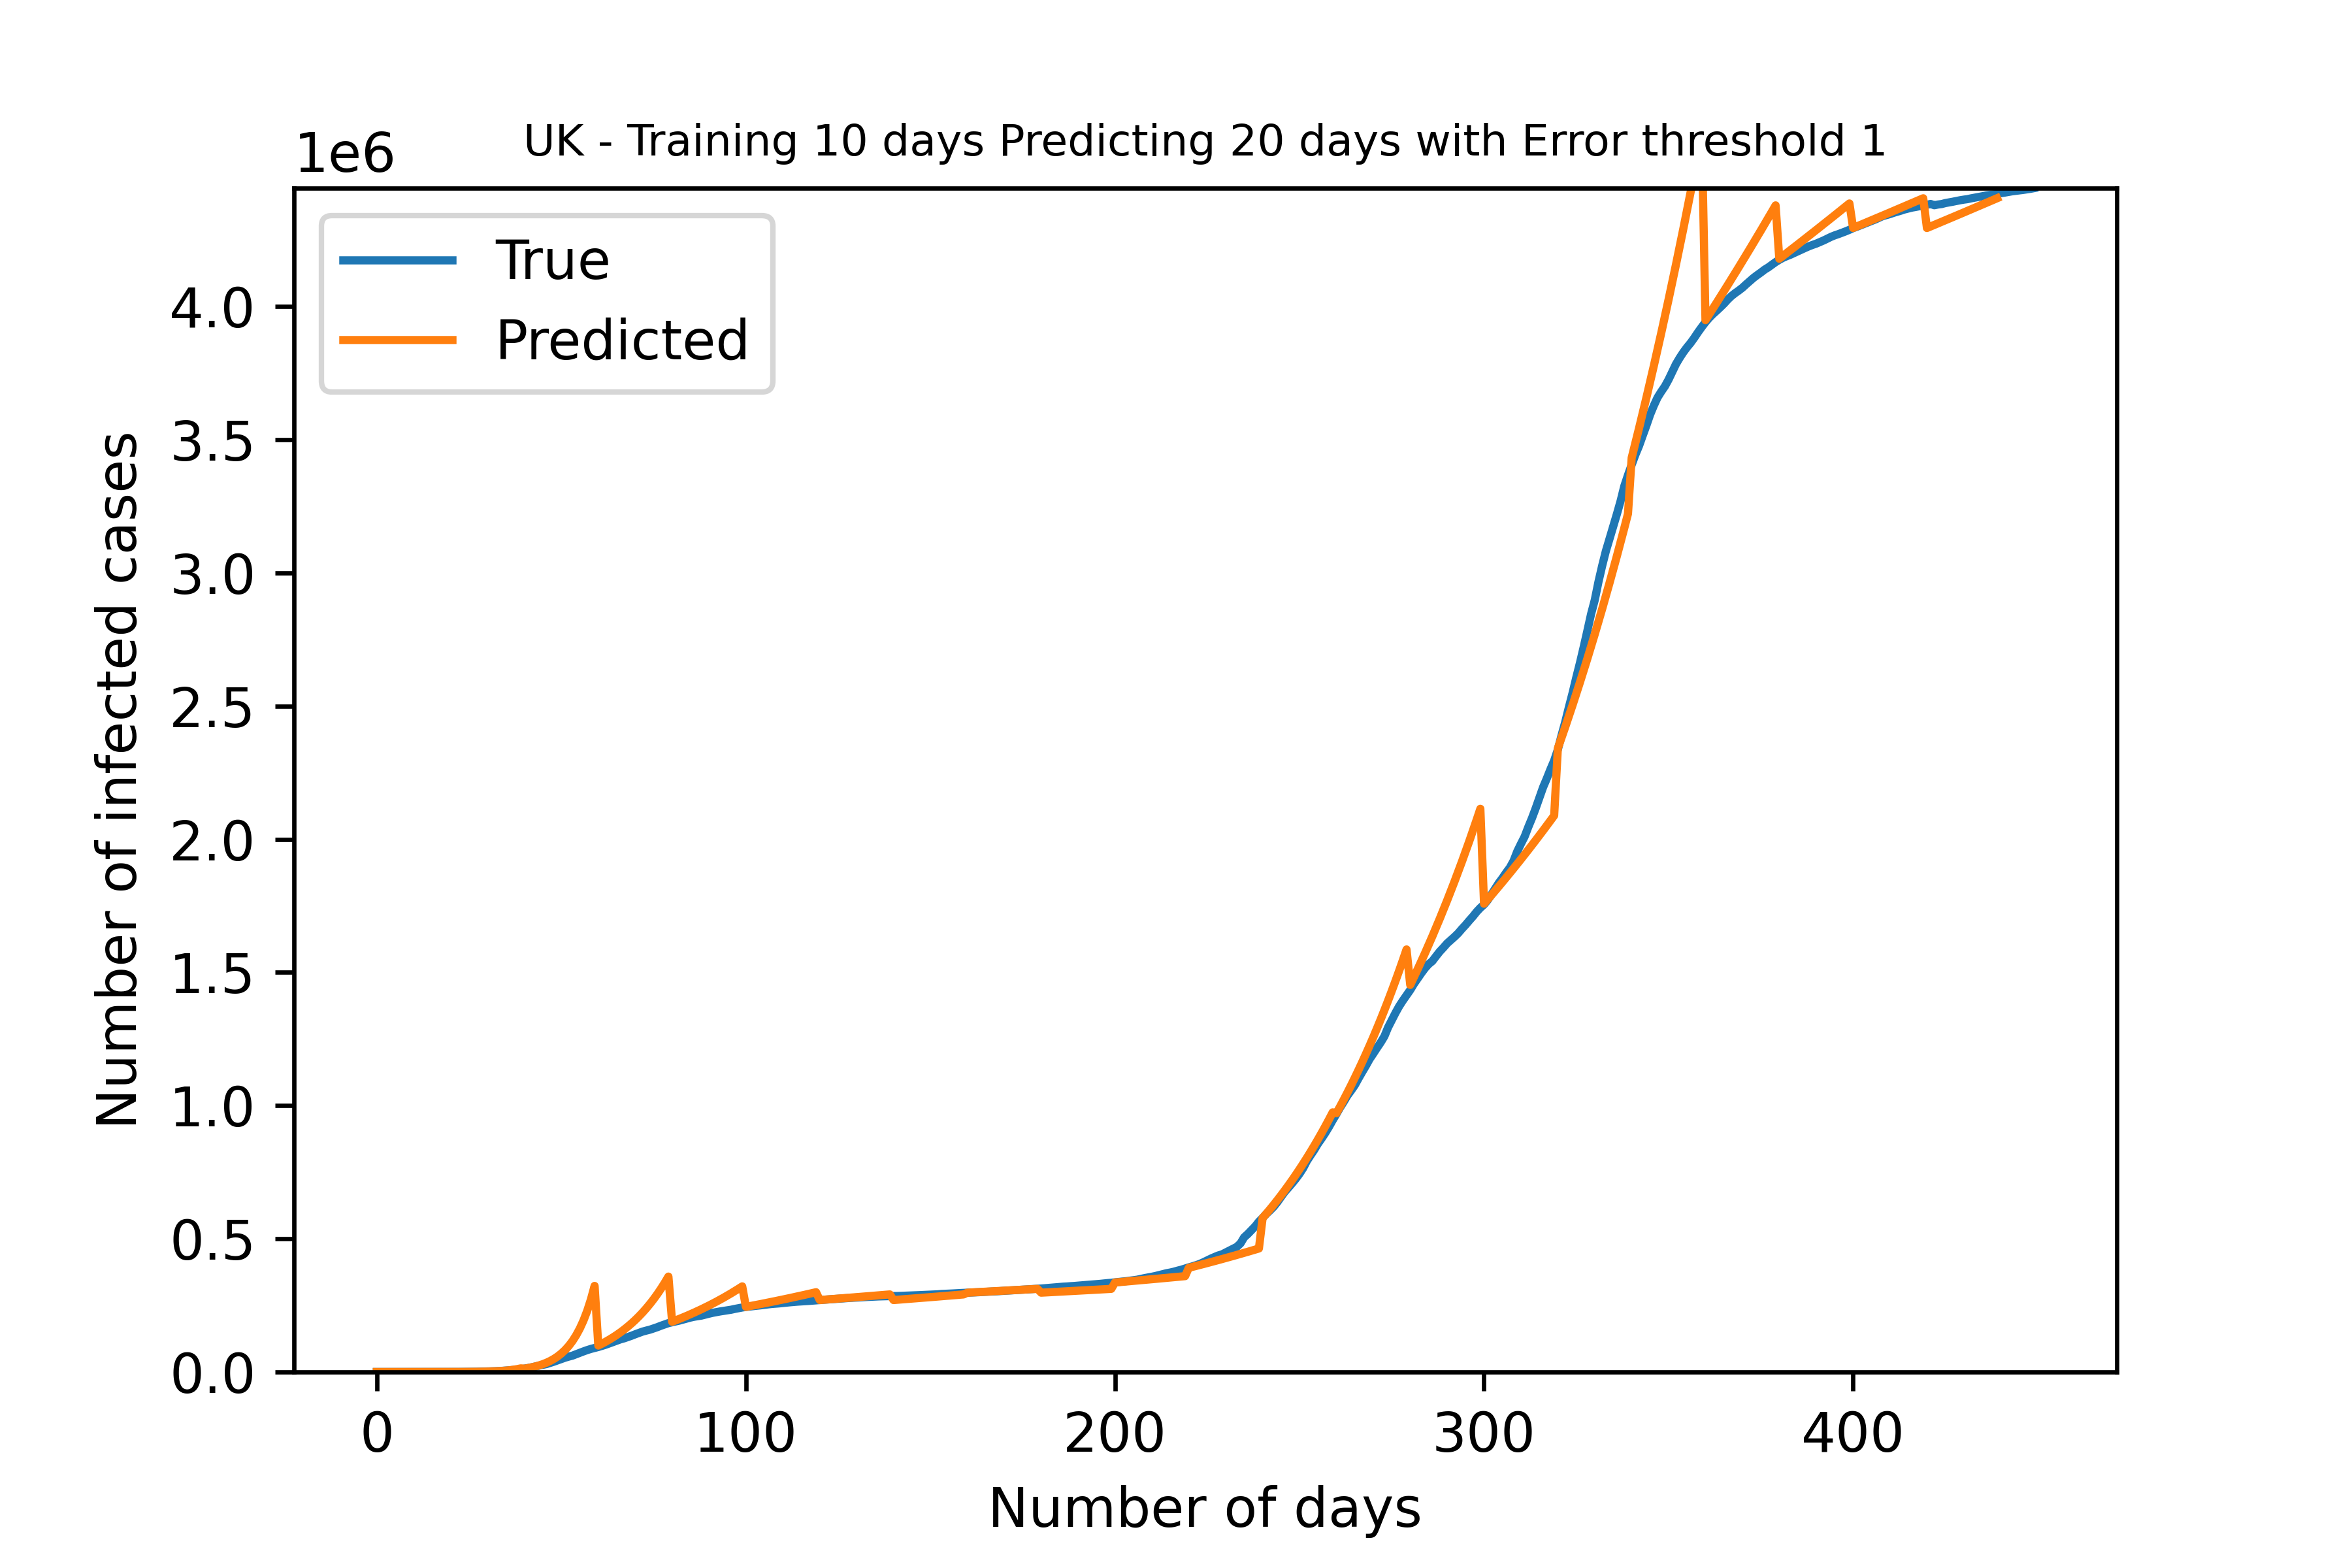 UK - Training 10 days Predicting 20 days with Error threshold 1
1e6
True
Predicted
Number of infected cases
4.0
3.5
3.0
2.5
2.0
1.5
1.0
0.5
0.0
0 100 200 300 400
Number of days